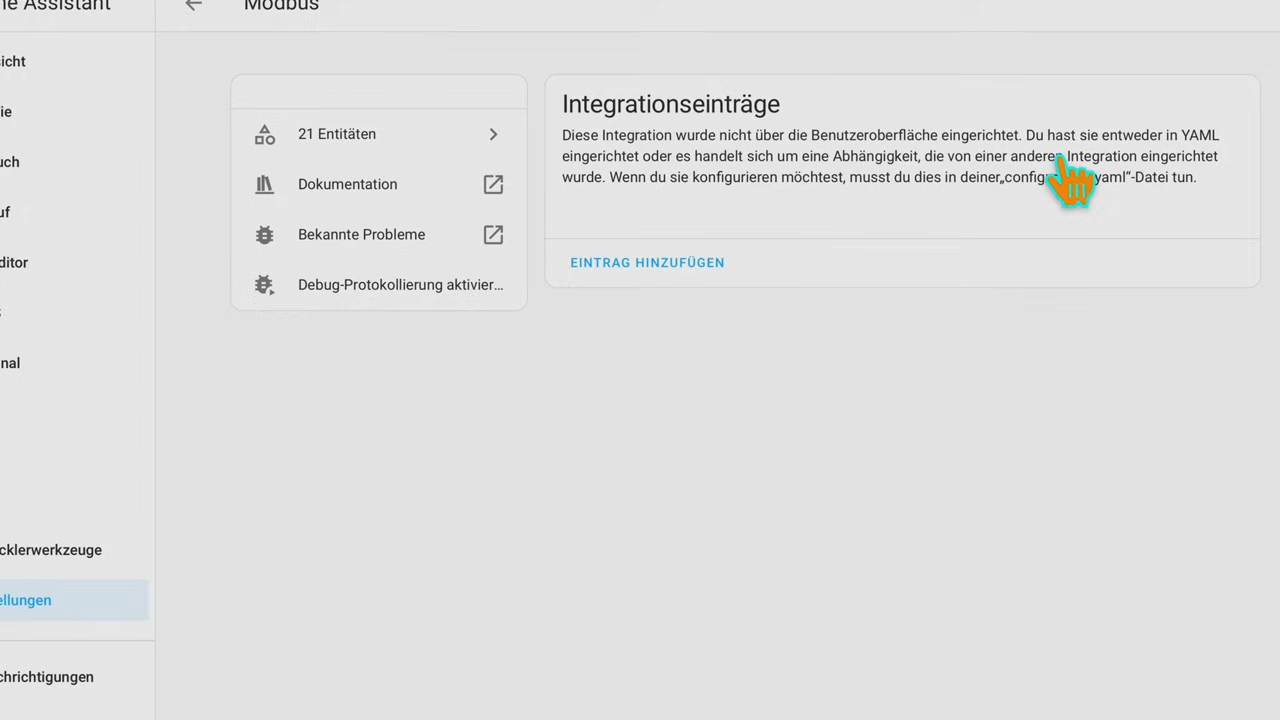 ne Assistant
Modbus
icht
ie
uch
uf
ditor
nal
cklerwerkzeuge
ellungen
chrichtigungen
21 Entitäten
Dokumentation
Bekannte Probleme
Debug-Protokollierung aktivier...
Integrationseinträge
Diese Integration wurde nicht über die Benutzeroberfläche eingerichtet. Du hast sie entweder in YAML
eingerichtet oder es handelt sich um eine Abhängigkeit, die von einer anderen Integration eingerichtet
wurde. Wenn du sie konfigurieren möchtest, musst du dies in deiner„config yaml“-Datei tun.
EINTRAG HINZUFÜGEN